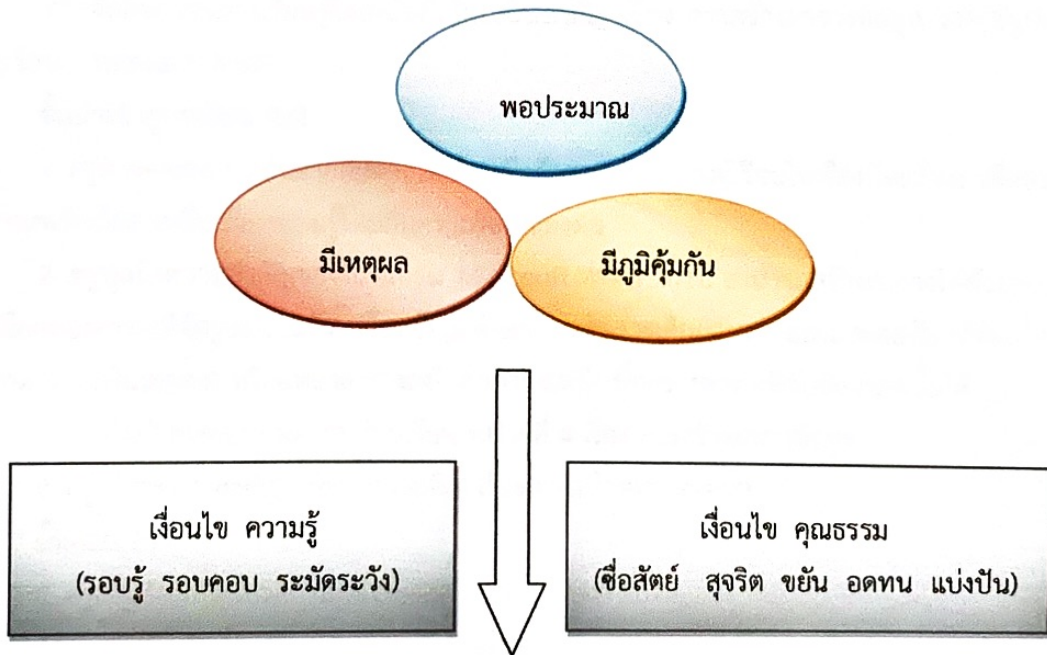 พอประมาณ
มีเหตุผล
มีภูมิคุ้มกัน
เงื่อนไข ความรู้
(รอบรู้ รอบคอบ ระมัดระวัง)
เงื่อนไข คุณธรรม
(ซื่อสัตย์ สุจริต ขยัน อดทน แบ่งปัน)